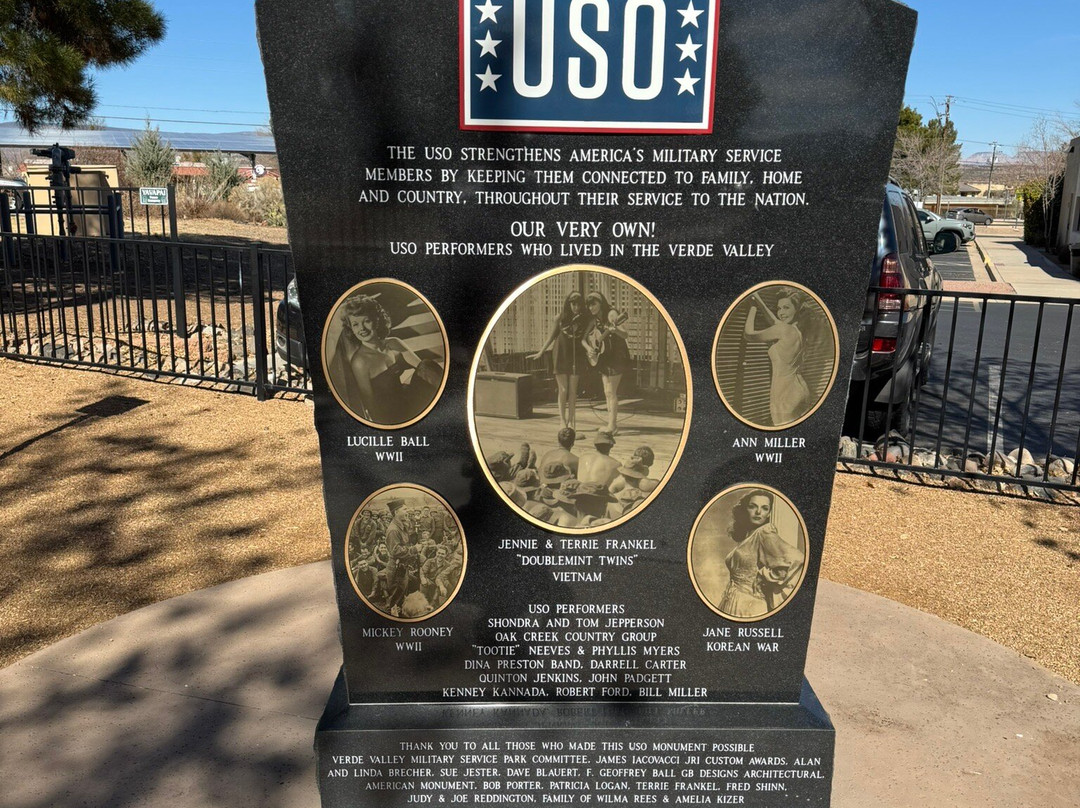 USO
THE USO STRENGTHENS AMERICA'S MILITARY SERVICE
MEMBERS BY KEEPING THEM CONNECTED TO FAMILY, HOME
AND COUNTRY, THROUGHOUT THEIR SERVICE TO THE NATION.
OUR VERY OWN!
USO PERFORMERS WHO LIVED IN THE VERDE VALLEY
LUCILLE BALL
WWII
ANN MILLER
WWII
JENNIE & TERRIE FRANKEL
"DOUBLEMINT TWINS"
VIETNAM
MICKEY ROONEY
WWII
JANE RUSSELL
KOREAN WAR
USO PERFORMERS
SHONDRA AND TOM JEPPERSON
OAK CREEK COUNTRY GROUP
"TOOTIE" NEEVES & PHYLLIS MYERS
DINA PRESTON BAND, DARRELL CARTER
QUINTON JENKINS, JOHN PADGETT
KENNEY KANNADA, ROBERT FORD, BILL MILLER
THANK YOU TO ALL THOSE WHO MADE THIS USO MONUMENT POSSIBLE
VERDE VALLEY MILITARY SERVICE PARK COMMITTEE, JAMES IACOVACCI JRI CUSTOM AWARDS, ALAN
AND LINDA BRECHER, SUE JESTER, DAVE BLAUERT, F. GEOFFREY BALL GB DESIGNS ARCHITECTURAL,
AMERICAN MONUMENT, BOB PORTER, PATRICIA LOGAN, TERRIE FRANKEL, FRED SHINN,
JUDY & JOE REDDINGTON, FAMILY OF WILMA REES & AMELIA KIZER
YAVAPAI